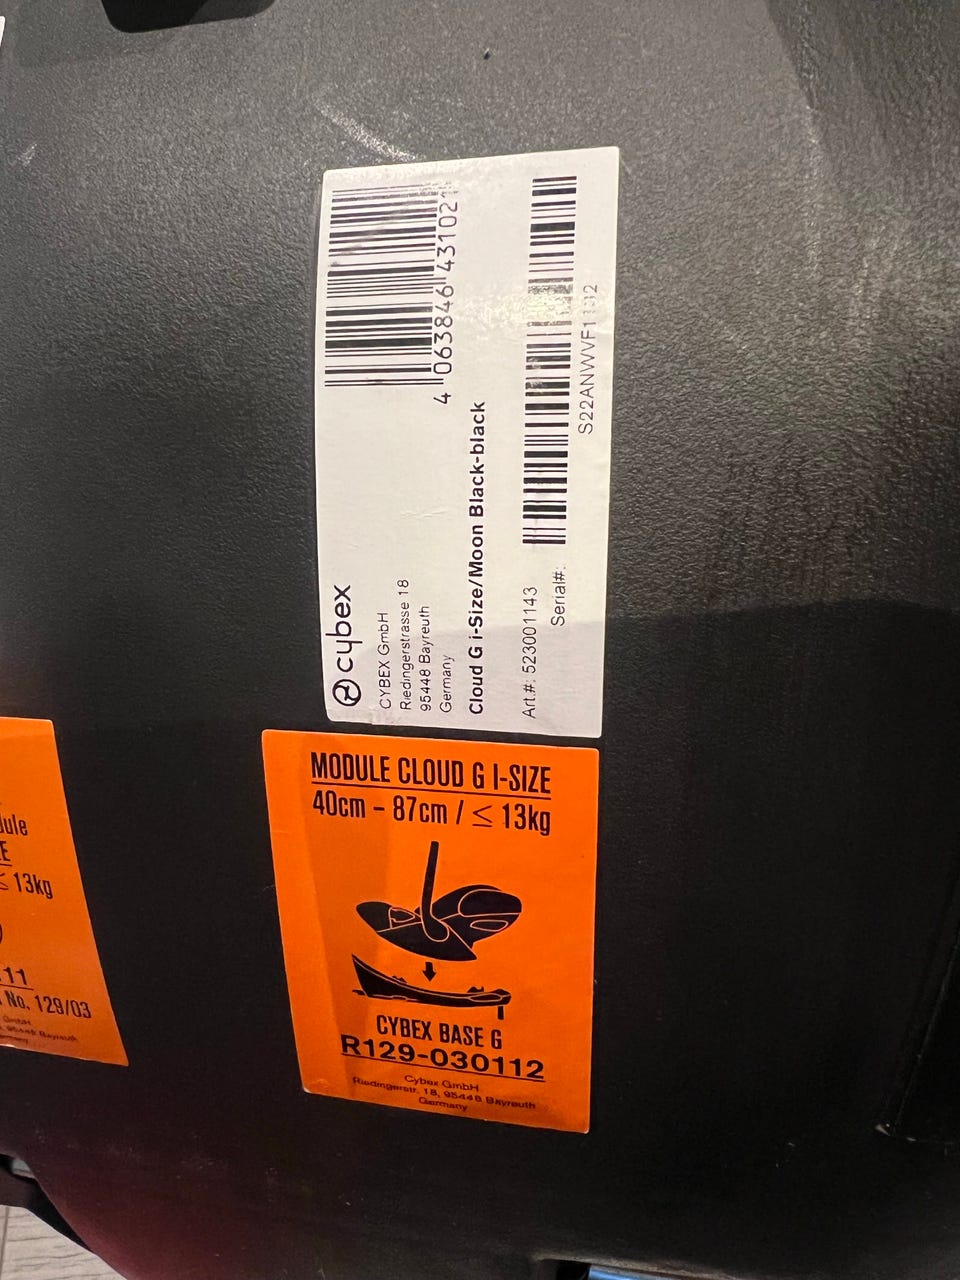 cybex
CYBEX GmbH
Riedingerstrasse 18
95448 Bayreuth
Germany
4 063846 431021
Cloud G i-Size/Moon Black-black
Art.#: 523001143
Serial#:
MODULE CLOUD G I-SIZE
40cm – 87cm / ≤ 13kg
CYBEX BASE G
R129-030112
Cybex GmbH
Riedingerstr. 18, 95448 Bayreuth
Germany
≤ 13kg
No. 129/03